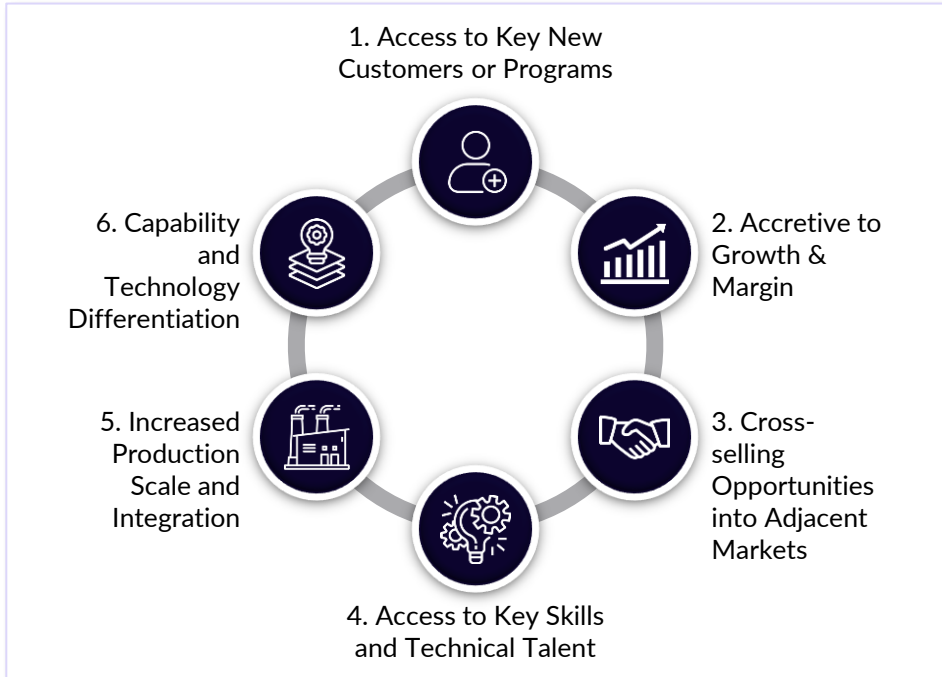 1. Access to Key New
Customers or Programs
2. Accretive to
Growth &
Margin
3. Cross-
selling
Opportunities
into Adjacent
Markets
4. Access to Key Skills
and Technical Talent
5. Increased
Production
Scale and
Integration
6. Capability
and
Technology
Differentiation